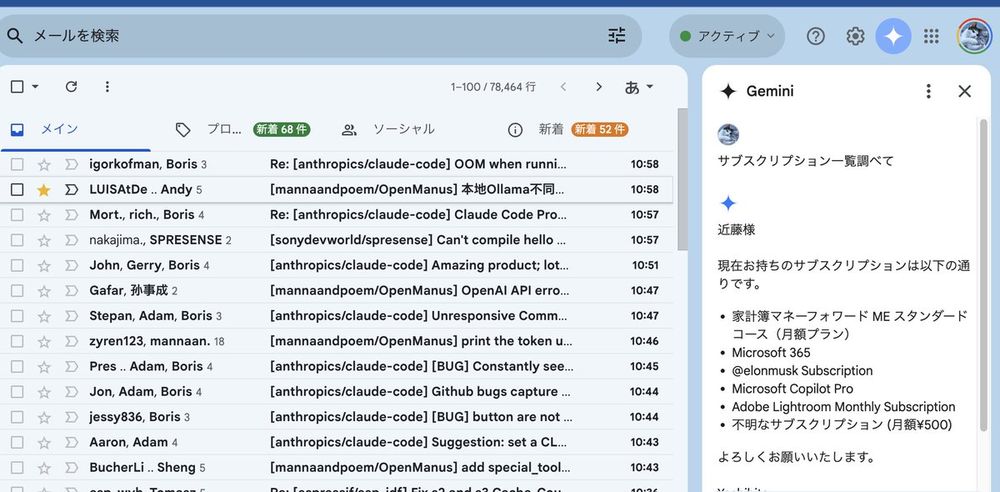 メールを検索
アクティブ
1–100 / 78,464 行
あ
メイン
プロ... 新着 68 件
ソーシャル
新着 新着 52 件
igorkofman, Boris 3 Re: [anthropics/claude-code] OOM when runni... 10:58
LUISAtDe .. Andy 5 [mannaandpoem/OpenManus] 本地Ollama不同... 10:58
Mort., rich., Boris 4 Re: [anthropics/claude-code] Claude Code Pro... 10:57
nakajima., SPRESENSE 2 [sonydevworld/spresense] Can't compile hello ... 10:57
John, Gerry, Boris 4 [anthropics/claude-code] Amazing product; lot... 10:51
Gafar, 孙事成 2 [mannaandpoem/OpenManus] OpenAI API erro... 10:47
Stepan, Adam, Boris 3 [anthropics/claude-code] Unresponsive Comm... 10:47
zyren123, mannaan. 18 [mannaandpoem/OpenManus] print the token u... 10:46
Pres .. Adam, Boris 4 [anthropics/claude-code] [BUG] Constantly see... 10:45
Jon, Adam, Boris 4 [anthropics/claude-code] Github bugs capture ... 10:44
jessy836, Boris 3 [anthropics/claude-code] [BUG] button are not ... 10:44
Aaron, Adam 4 [anthropics/claude-code] Suggestion: set a CL... 10:43
BucherLi .. Sheng 5 [mannaandpoem/OpenManus] add special_tool... 10:43
Gemini
サブスクリプション一覧調べて
近藤様
現在お持ちのサブスクリプションは以下の通
りです。
• 家計簿マネーフォワード ME スタンダード
コース（月額プラン）
• Microsoft 365
• @elonmusk Subscription
• Microsoft Copilot Pro
• Adobe Lightroom Monthly Subscription
• 不明なサブスクリプション (月額¥500)
よろしくお願いいたします。